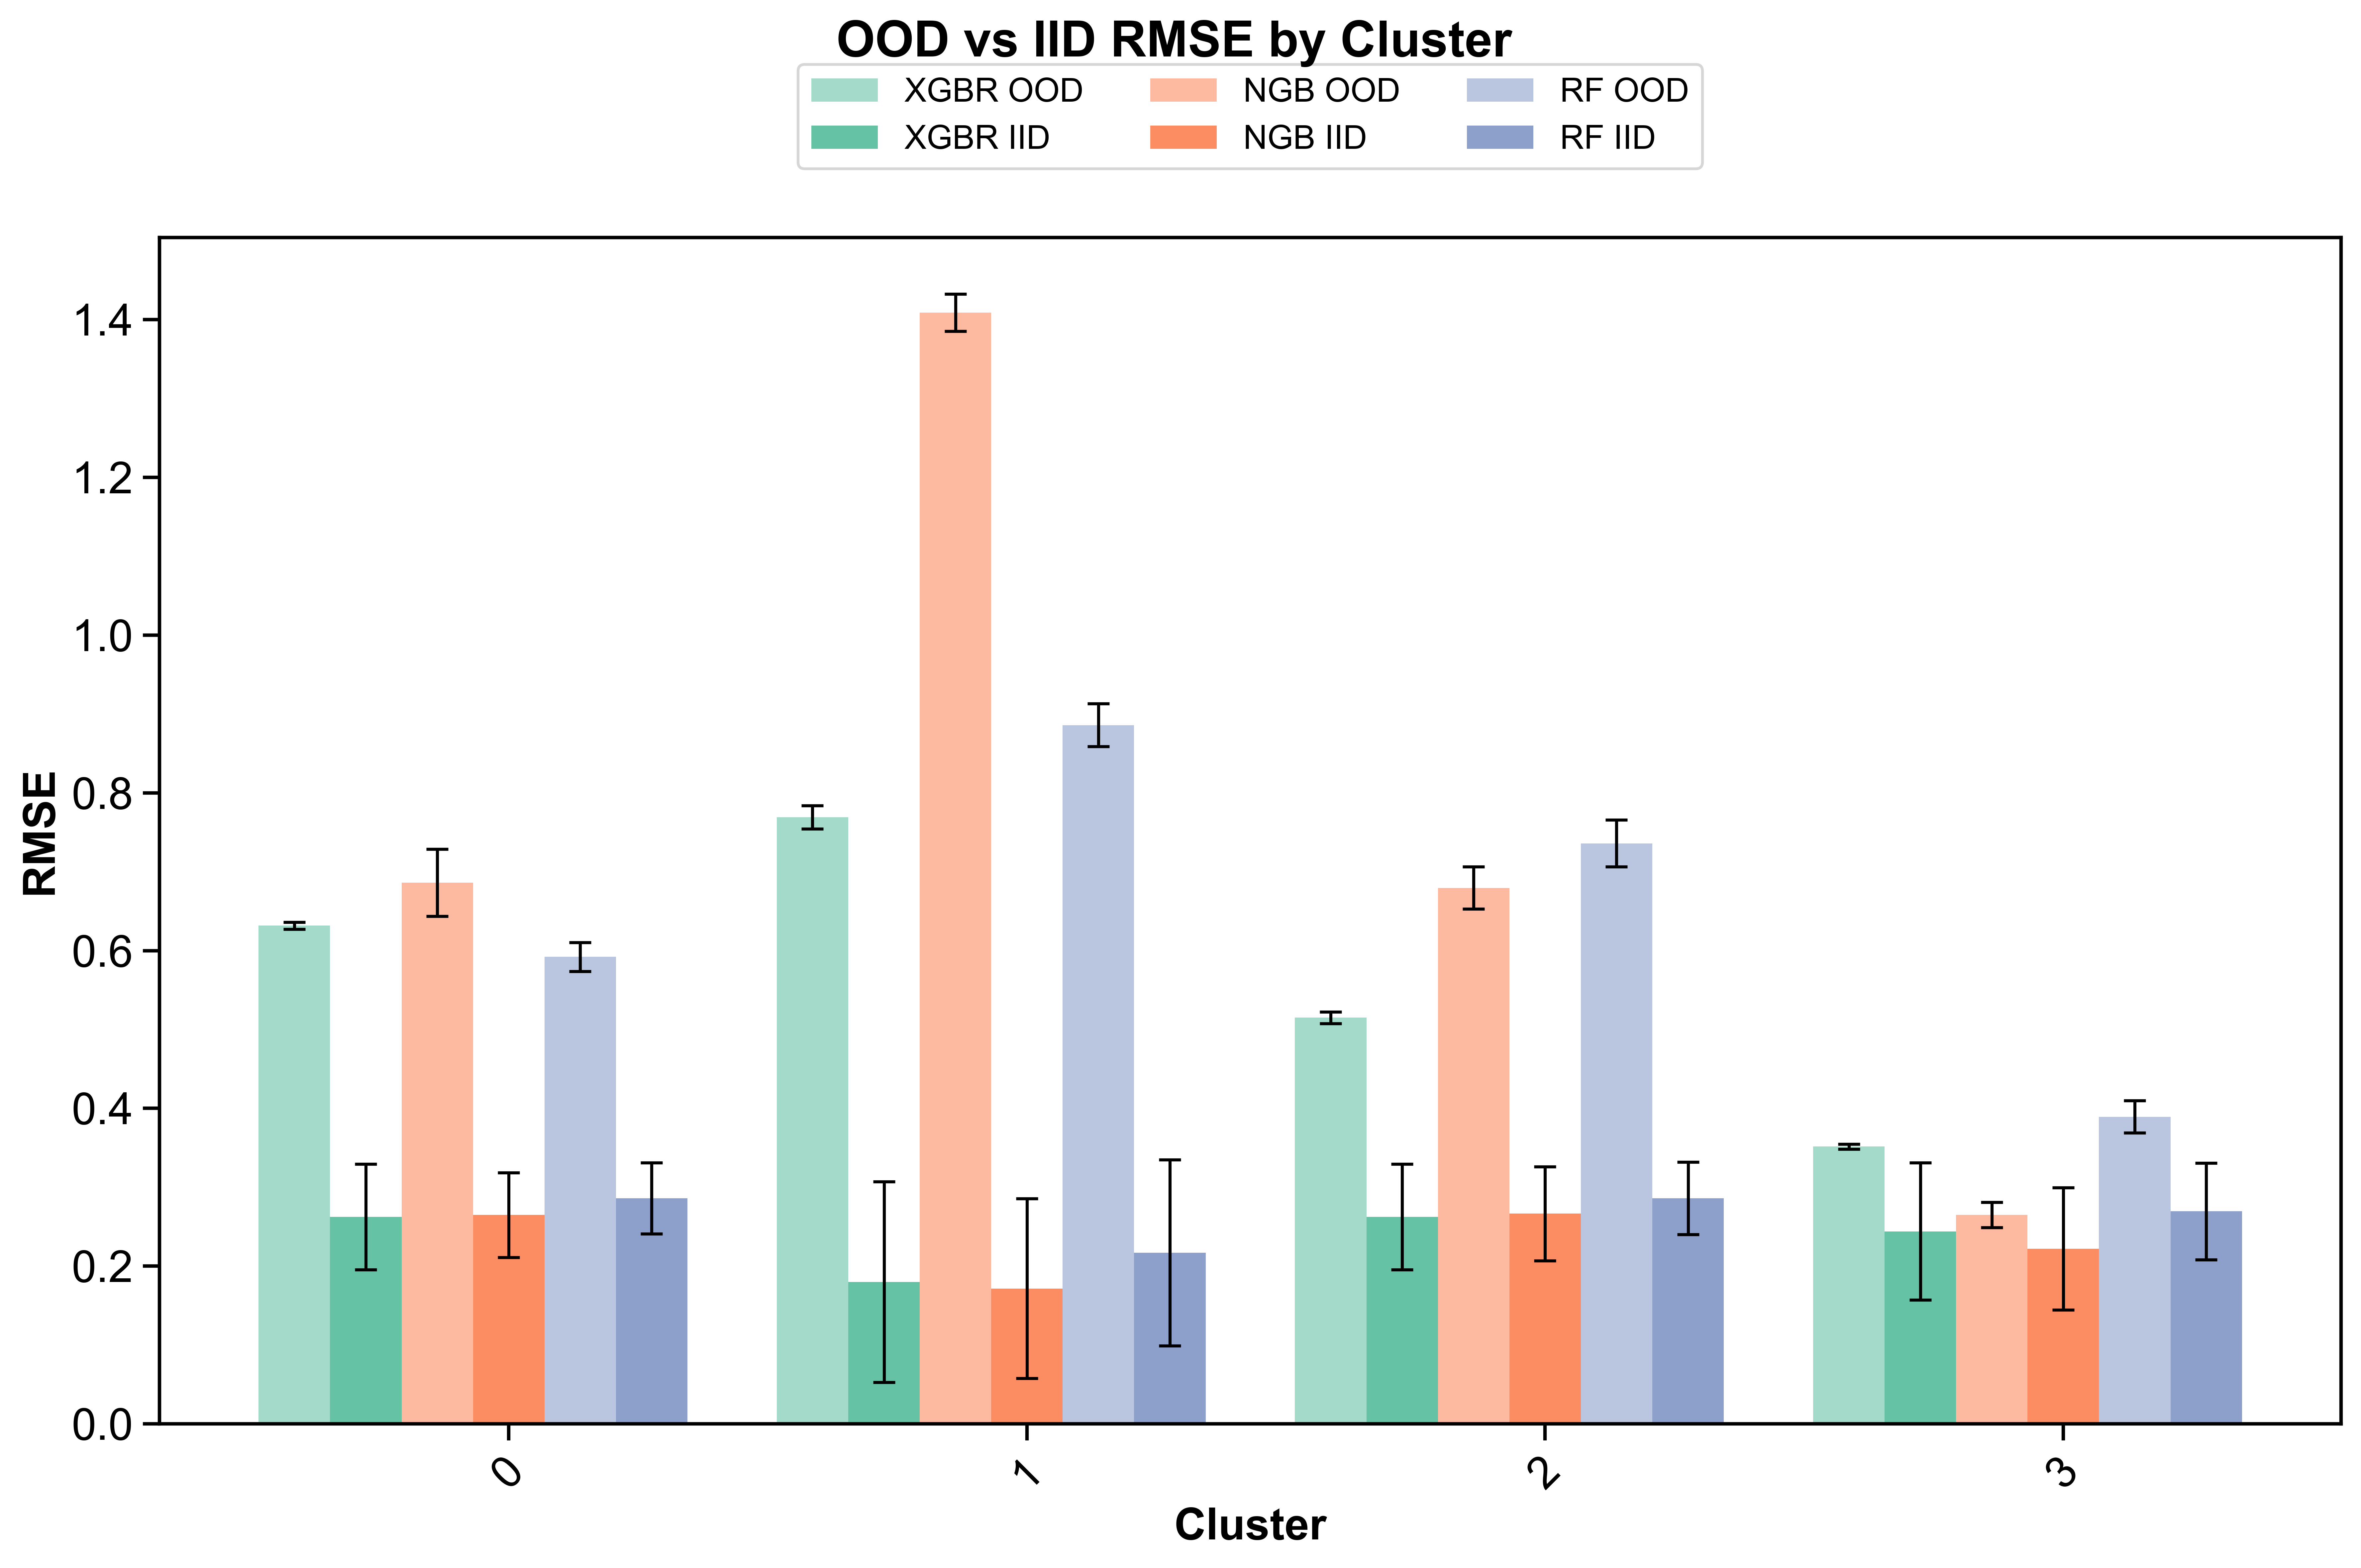 OOD vs IID RMSE by Cluster
XGBR OOD NGB OOD RF OOD
XGBR IID NGB IID RF IID
1.4
1.2
1.0
0.8
0.6
0.4
0.2
0.0
RMSE
0 1 2 3
Cluster